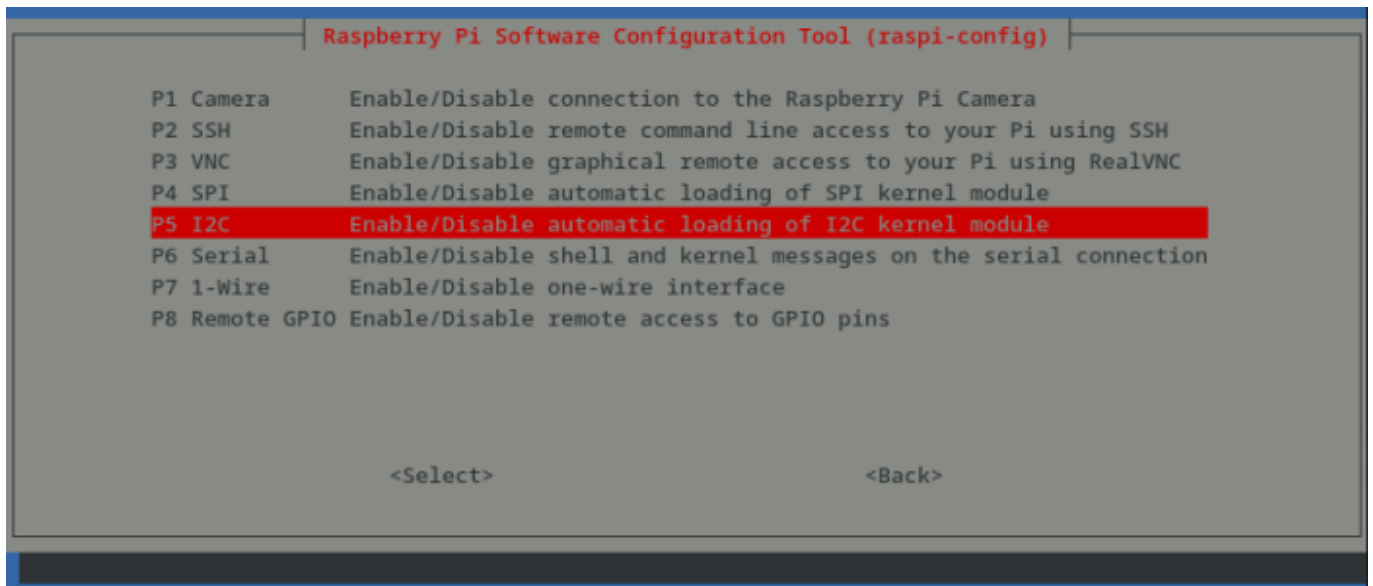 Raspberry Pi Software Configuration Tool (raspi-config)
P1 Camera Enable/Disable connection to the Raspberry Pi Camera
P2 SSH Enable/Disable remote command line access to your Pi using SSH
P3 VNC Enable/Disable graphical remote access to your Pi using RealVNC
P4 SPI Enable/Disable automatic loading of SPI kernel module
P5 I2C Enable/Disable automatic loading of I2C kernel module
P6 Serial Enable/Disable shell and kernel messages on the serial connection
P7 1-Wire Enable/Disable one-wire interface
P8 Remote GPIO Enable/Disable remote access to GPIO pins
<Select> <Back>